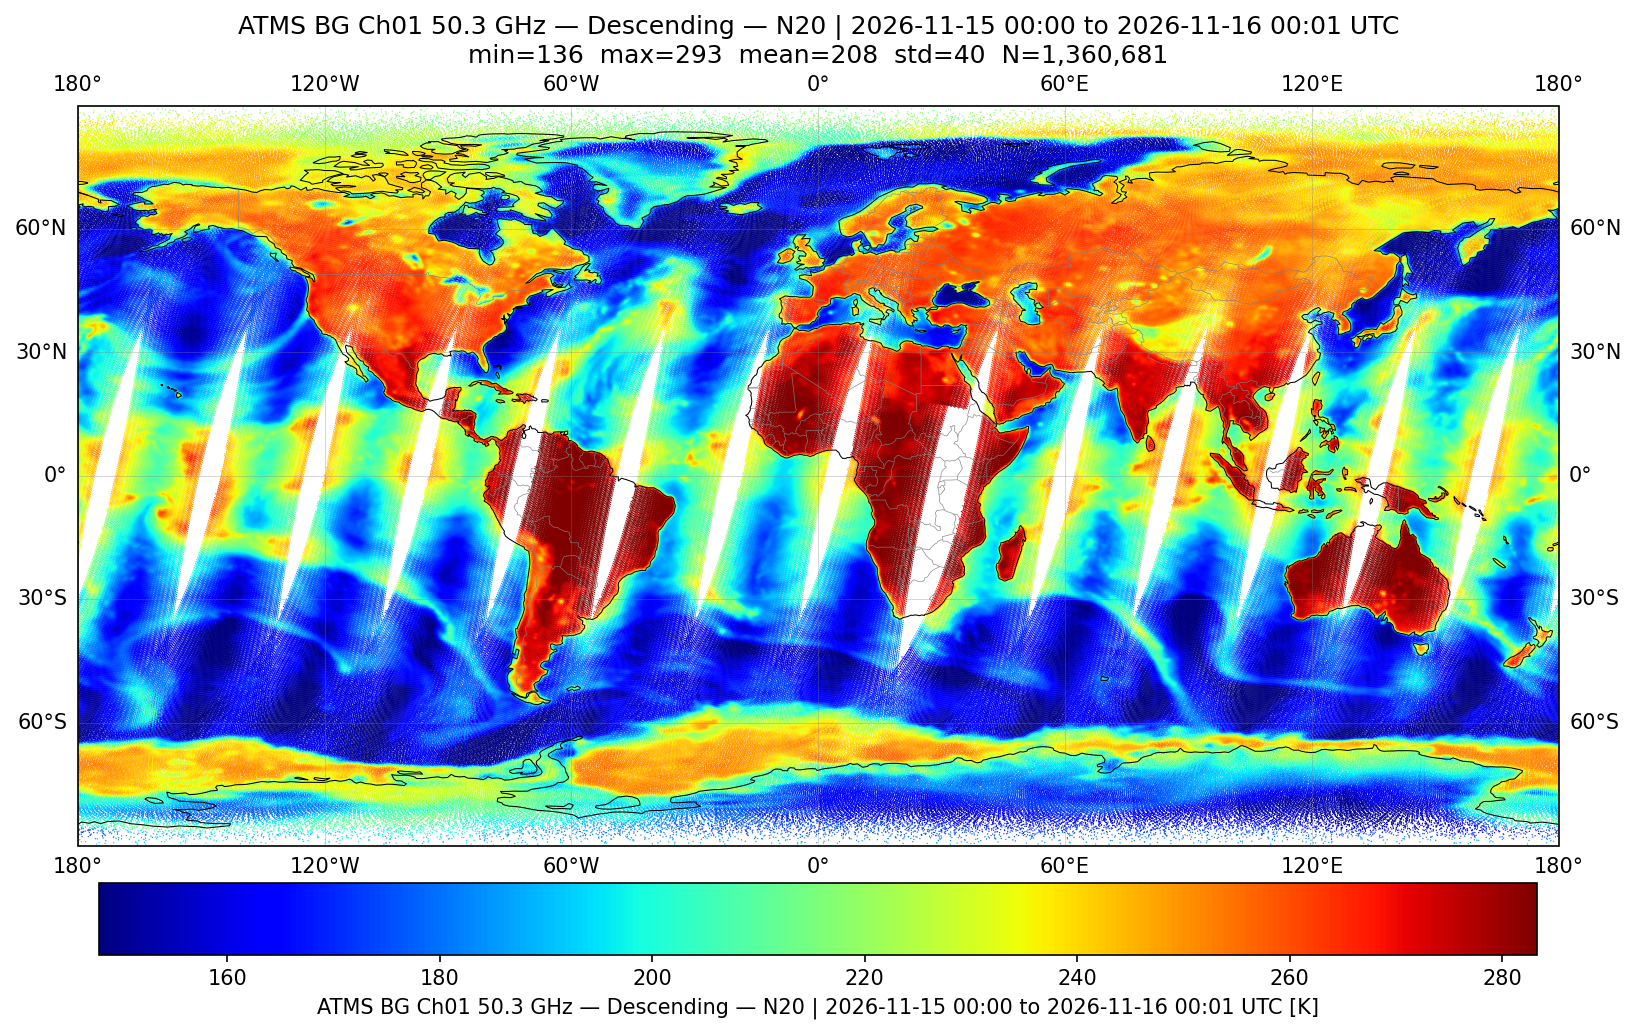 ATMS BG Ch01 50.3 GHz — Descending — N20 | 2026-11-15 00:00 to 2026-11-16 00:01 UTC
min=136  max=293  mean=208  std=40  N=1,360,681
180° 120°W 60°W 0° 60°E 120°E 180°
60°N 60°N
30°N 30°N
0° 0°
30°S 30°S
60°S 60°S
180° 120°W 60°W 0° 60°E 120°E 180°
160 180 200 220 240 260 280
ATMS BG Ch01 50.3 GHz — Descending — N20 | 2026-11-15 00:00 to 2026-11-16 00:01 UTC [K]